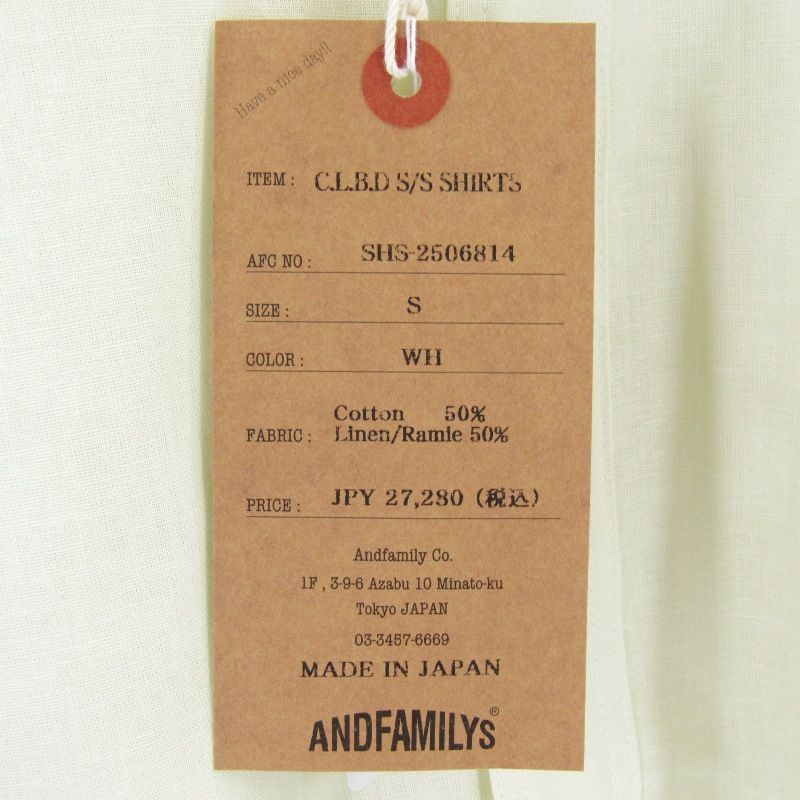 Have a nice day!!
ITEM : C.L.B.D S/S SHIRTS
AFC NO : SHS-2506814
SIZE : S
COLOR : WH
Cotton 50%
FABRIC : Linen/Ramie 50%
PRICE : JPY 27,280 (税込)
Andfamily Co.
1F , 3-9-6 Azabu 10 Minato-ku
Tokyo JAPAN
03-3457-6669
MADE IN JAPAN
ANDFAMILYS®